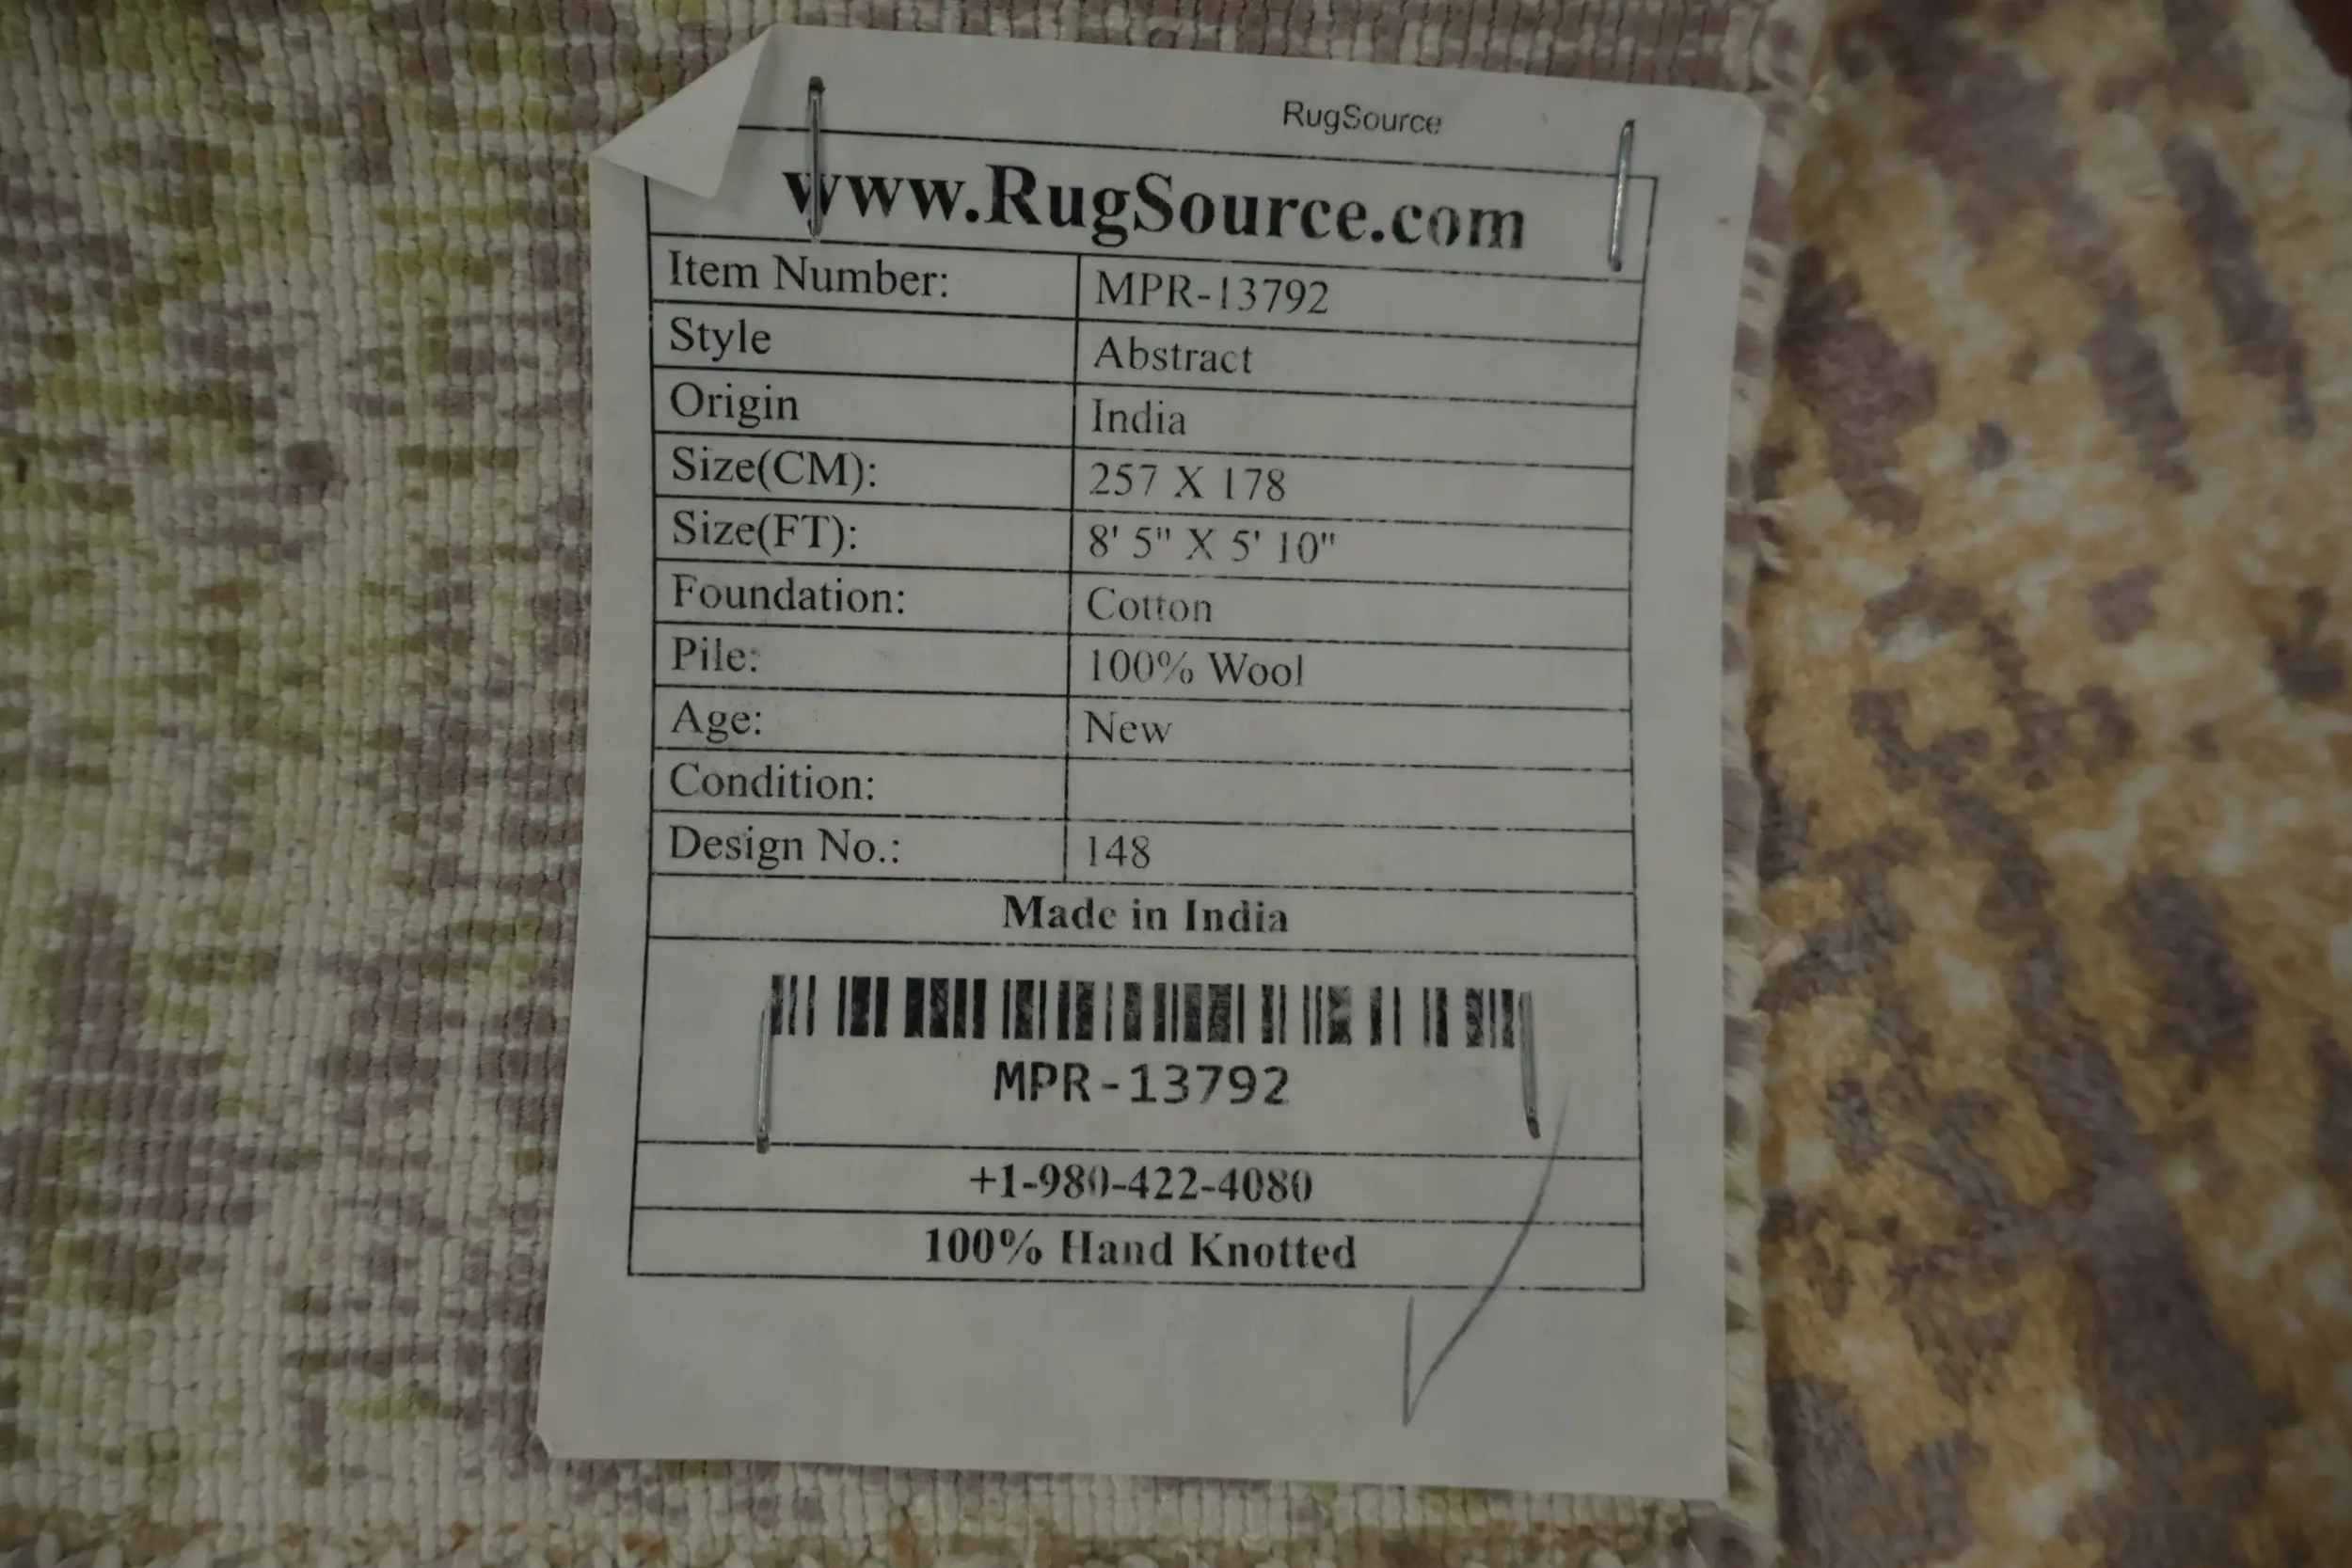 RugSource
www.RugSource.com
Item Number: MPR-13792
Style Abstract
Origin India
Size(CM): 257 X 178
Size(FT): 8' 5" X 5' 10"
Foundation: Cotton
Pile: 100% Wool
Age: New
Condition:
Design No.: 148
Made in India
MPR-13792
+1-980-422-4080
100% Hand Knotted